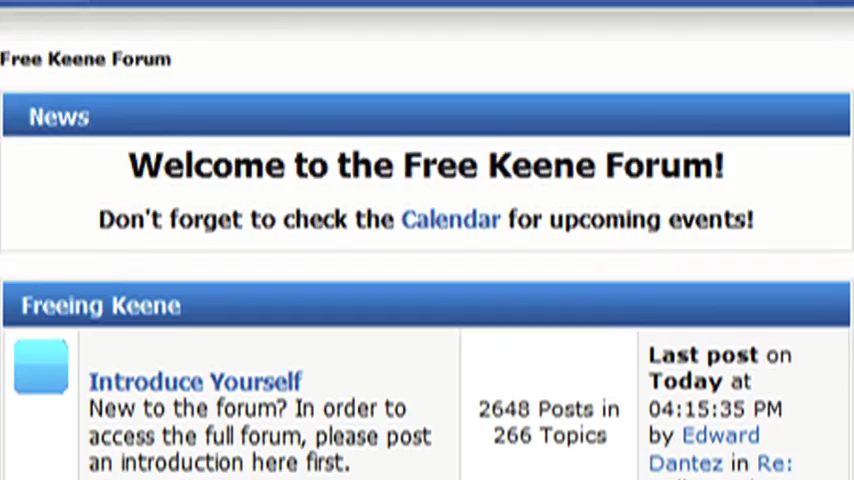 Free Keene Forum
News
Welcome to the Free Keene Forum!
Don't forget to check the Calendar for upcoming events!
Freeing Keene
Introduce Yourself
New to the forum? In order to
access the full forum, please post
an introduction here first.
2648 Posts in
266 Topics
Last post on
Today at
04:15:35 PM
by Edward
Dantez in Re: